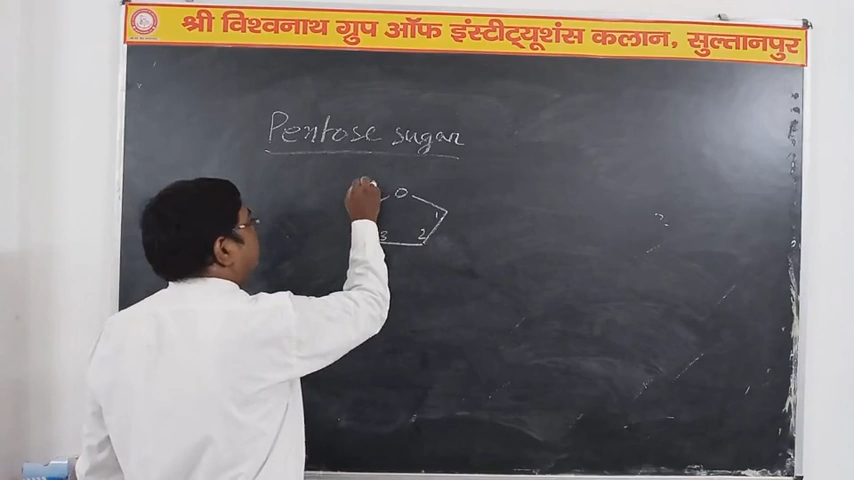 श्री विश्वनाथ ग्रुप ऑफ इंस्टीट्यूशंस कलान, सुल्तानपुर
Pentose sugar
O
1
3 2